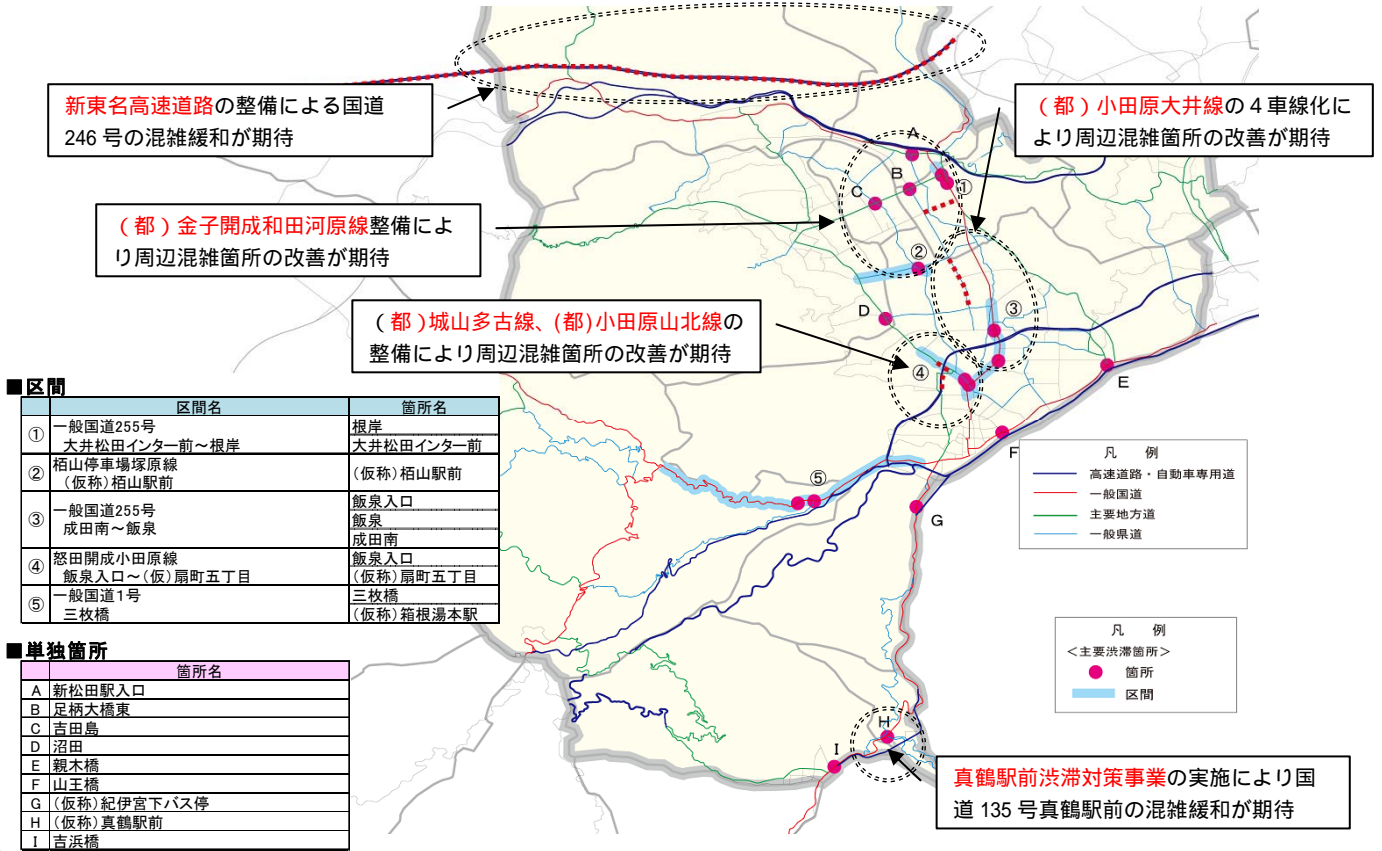 新東名高速道路の整備による国道
246 号の混雑緩和が期待
(都)小田原大井線の４車線化に
より周辺混雑箇所の改善が期待
(都)金子開成和田河原線整備によ
り周辺混雑箇所の改善が期待
(都)城山多古線、(都)小田原山北線の
整備により周辺混雑箇所の改善が期待
A
B
C
①
②
D
③
④
E
F
⑤
G
H
I
■区間
区間名 箇所名
① 一般国道255号 根岸
大井松田インター前～根岸 大井松田インター前
② 栢山停車場塚原線
(仮称)栢山駅前 (仮称)栢山駅前
③ 一般国道255号 飯泉入口
成田南～飯泉 飯泉
成田南
④ 怒田開成小田原線 飯泉入口
飯泉入口～(仮)扇町五丁目 (仮称)扇町五丁目
⑤ 一般国道1号 三枚橋
三枚橋 (仮称)箱根湯本駅
■単独箇所
箇所名
A 新松田駅入口
B 足柄大橋東
C 吉田島
D 沼田
E 親木橋
F 山王橋
G (仮称)紀伊宮下バス停
H (仮称)真鶴駅前
I 吉浜橋
凡　例
高速道路・自動車専用道
一般国道
主要地方道
一般県道
凡　例
＜主要渋滞箇所＞
箇所
区間
真鶴駅前渋滞対策事業の実施により国
道 135 号真鶴駅前の混雑緩和が期待